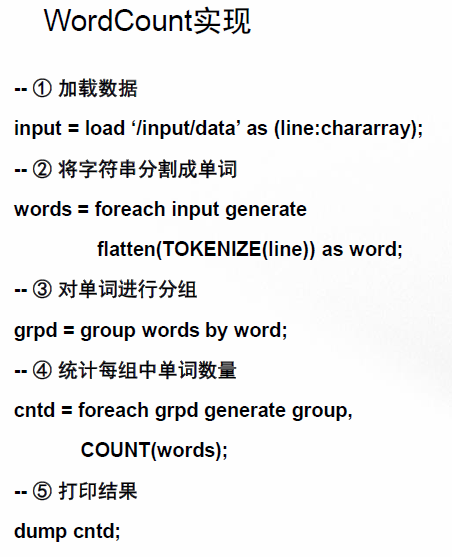 WordCount实现
-- ① 加载数据
input = load ‘/input/data’ as (line:chararray);
-- ② 将字符串分割成单词
words = foreach input generate
flatten(TOKENIZE(line)) as word;
-- ③ 对单词进行分组
grpd = group words by word;
-- ④ 统计每组中单词数量
cntd = foreach grpd generate group,
COUNT(words);
-- ⑤ 打印结果
dump cntd;